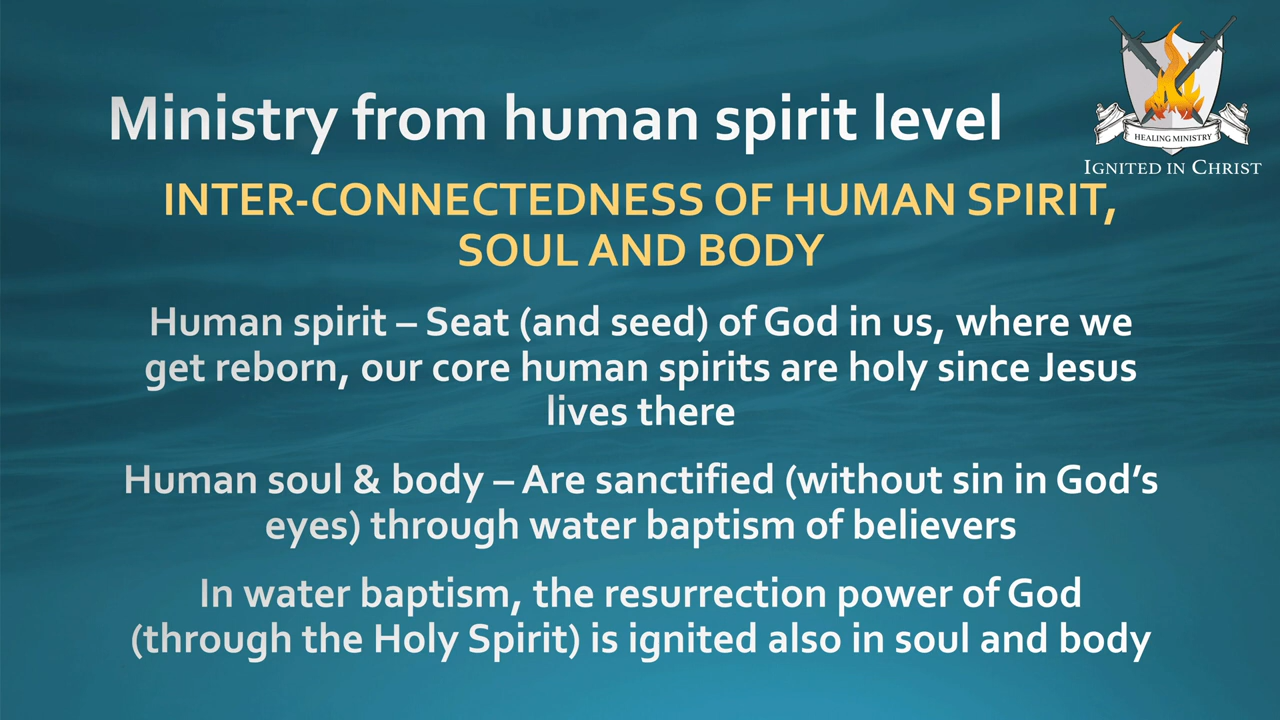 Ministry from human spirit level
HEALING MINISTRY
IGNITED IN CHRIST
INTER-CONNECTEDNESS OF HUMAN SPIRIT,
SOUL AND BODY
Human spirit – Seat (and seed) of God in us, where we
get reborn, our core human spirits are holy since Jesus
lives there
Human soul & body – Are sanctified (without sin in God’s
eyes) through water baptism of believers
In water baptism, the resurrection power of God
(through the Holy Spirit) is ignited also in soul and body